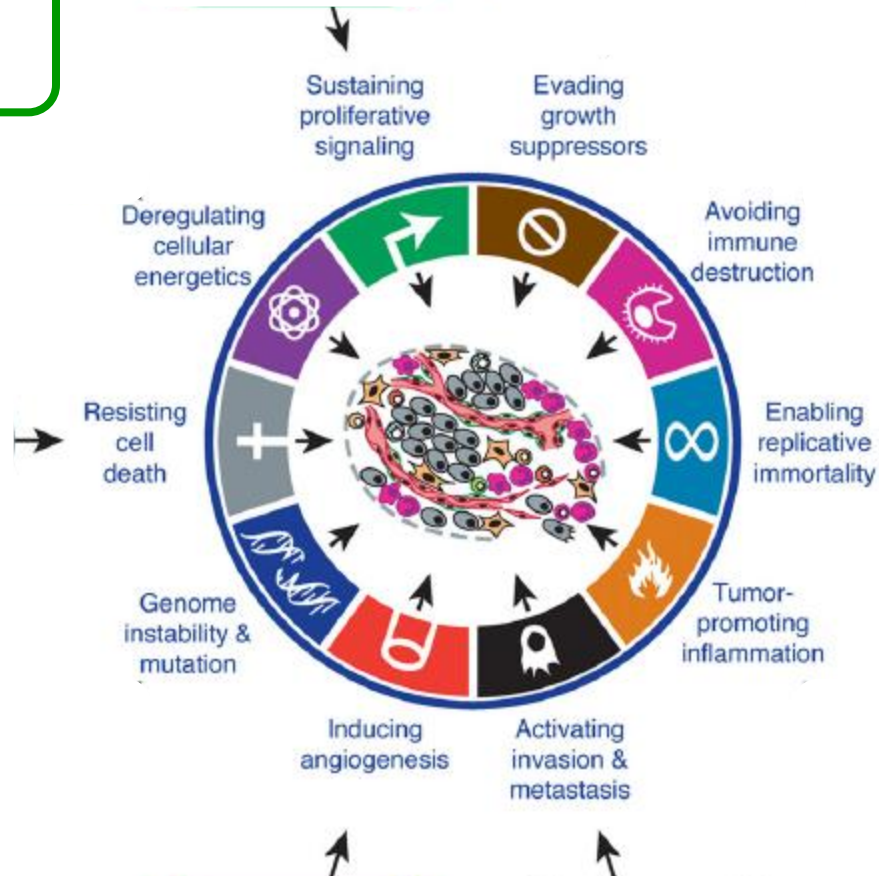 Sustaining
proliferative
signaling
Evading
growth
suppressors
Deregulating
cellular
energetics
Avoiding
immune
destruction
Resisting
cell
death
Enabling
replicative
immortality
Genome
instability &
mutation
Tumor-
promoting
inflammation
Inducing
angiogenesis
Activating
invasion &
metastasis